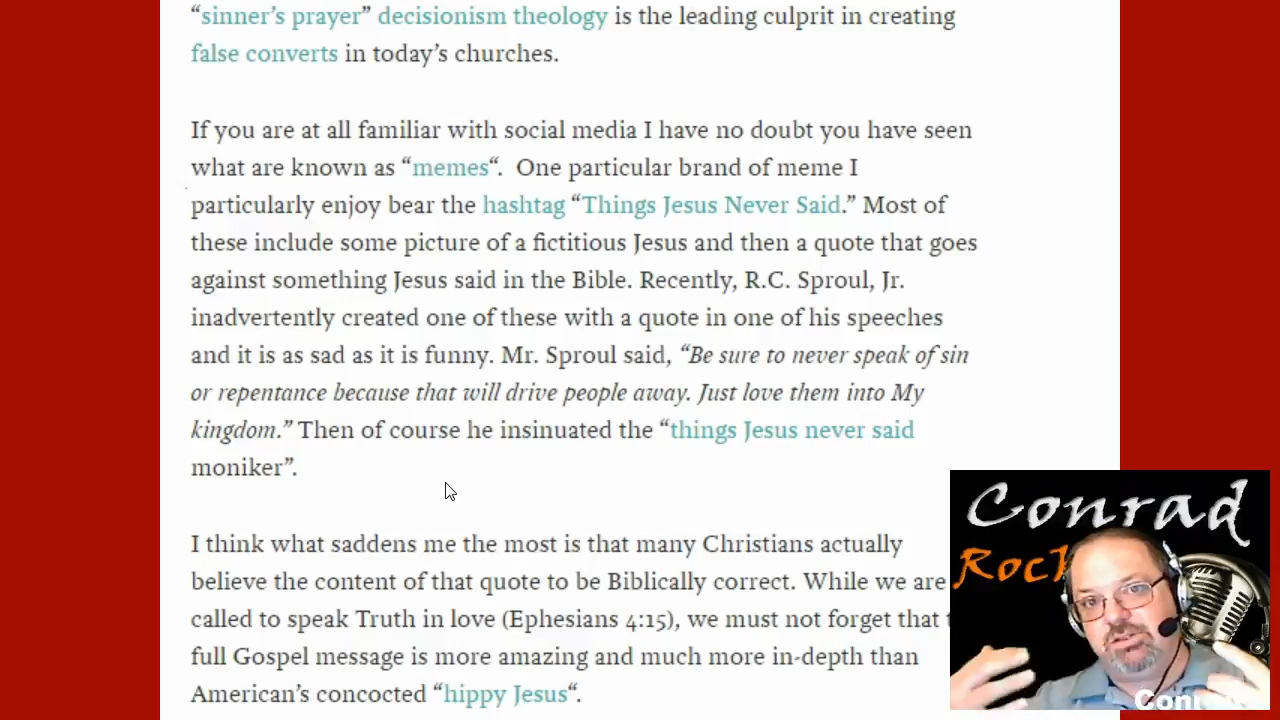 “sinner’s prayer” decisionism theology is the leading culprit in creating
false converts in today’s churches.
If you are at all familiar with social media I have no doubt you have seen
what are known as “memes“.  One particular brand of meme I
particularly enjoy bear the hashtag “Things Jesus Never Said.” Most of
these include some picture of a fictitious Jesus and then a quote that goes
against something Jesus said in the Bible. Recently, R.C. Sproul, Jr.
inadvertently created one of these with a quote in one of his speeches
and it is as sad as it is funny. Mr. Sproul said, “Be sure to never speak of sin
or repentance because that will drive people away. Just love them into My
kingdom.” Then of course he insinuated the “things Jesus never said
moniker”.
I think what saddens me the most is that many Christians actually
believe the content of that quote to be Biblically correct. While we are
called to speak Truth in love (Ephesians 4:15), we must not forget that
full Gospel message is more amazing and much more in-depth than
American’s concocted “hippy Jesus“.
Conrad